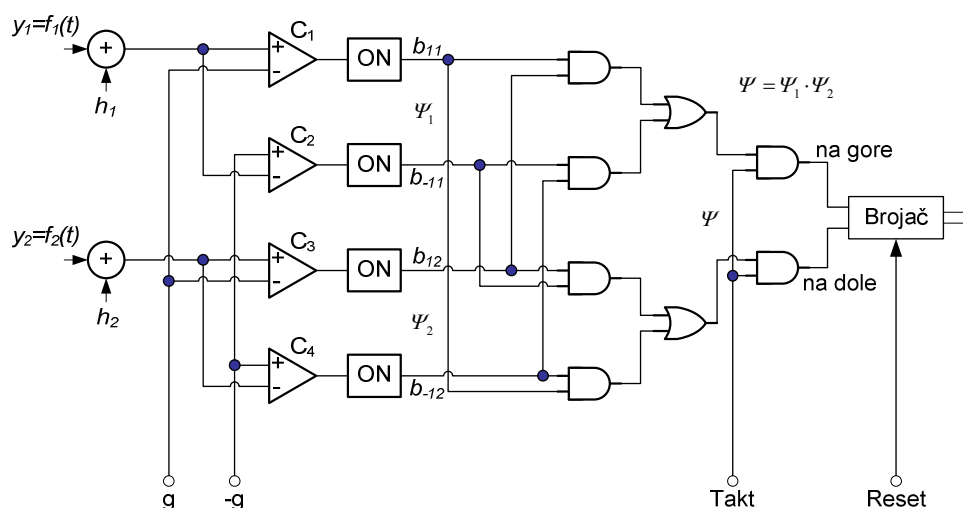 y1=f1(t)
+
h1
C1
+
-
ON
b11
Ψ1
Ψ = Ψ1 · Ψ2
C2
+
-
ON
b-11
na gore
Ψ
Brojač
y2=f2(t)
+
h2
C3
+
-
ON
b12
na dole
Ψ2
C4
+
-
ON
b-12
g
-g
Takt
Reset